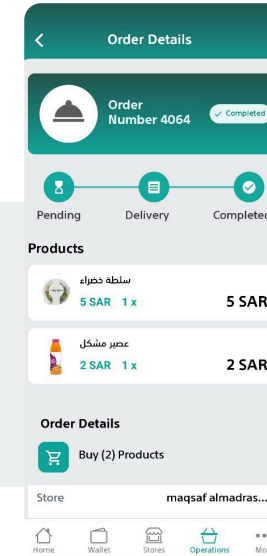 Order Details
Order
Number 4064
Completed
Pending
Delivery
Completed
Products
سلطة خضراء
5 SAR 1 x
5 SAR
عصير مشكل
2 SAR 1 x
2 SAR
Order Details
Buy (2) Products
Store
maqsaf almadras...
Home
Wallet
Stores
Operations
Mo